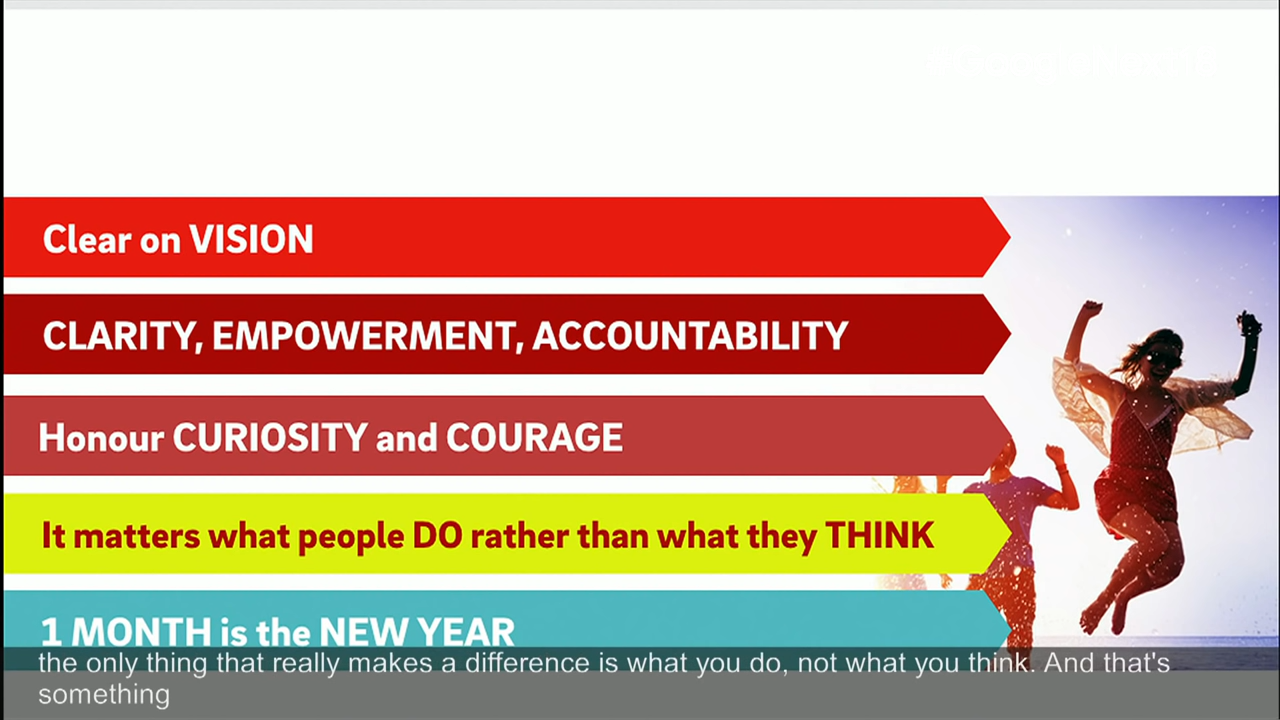 Clear on VISION
CLARITY, EMPOWERMENT, ACCOUNTABILITY
Honour CURIOSITY and COURAGE
It matters what people DO rather than what they THINK
1 MONTH is the NEW YEAR
the only thing that really makes a difference is what you do, not what you think. And that's
something